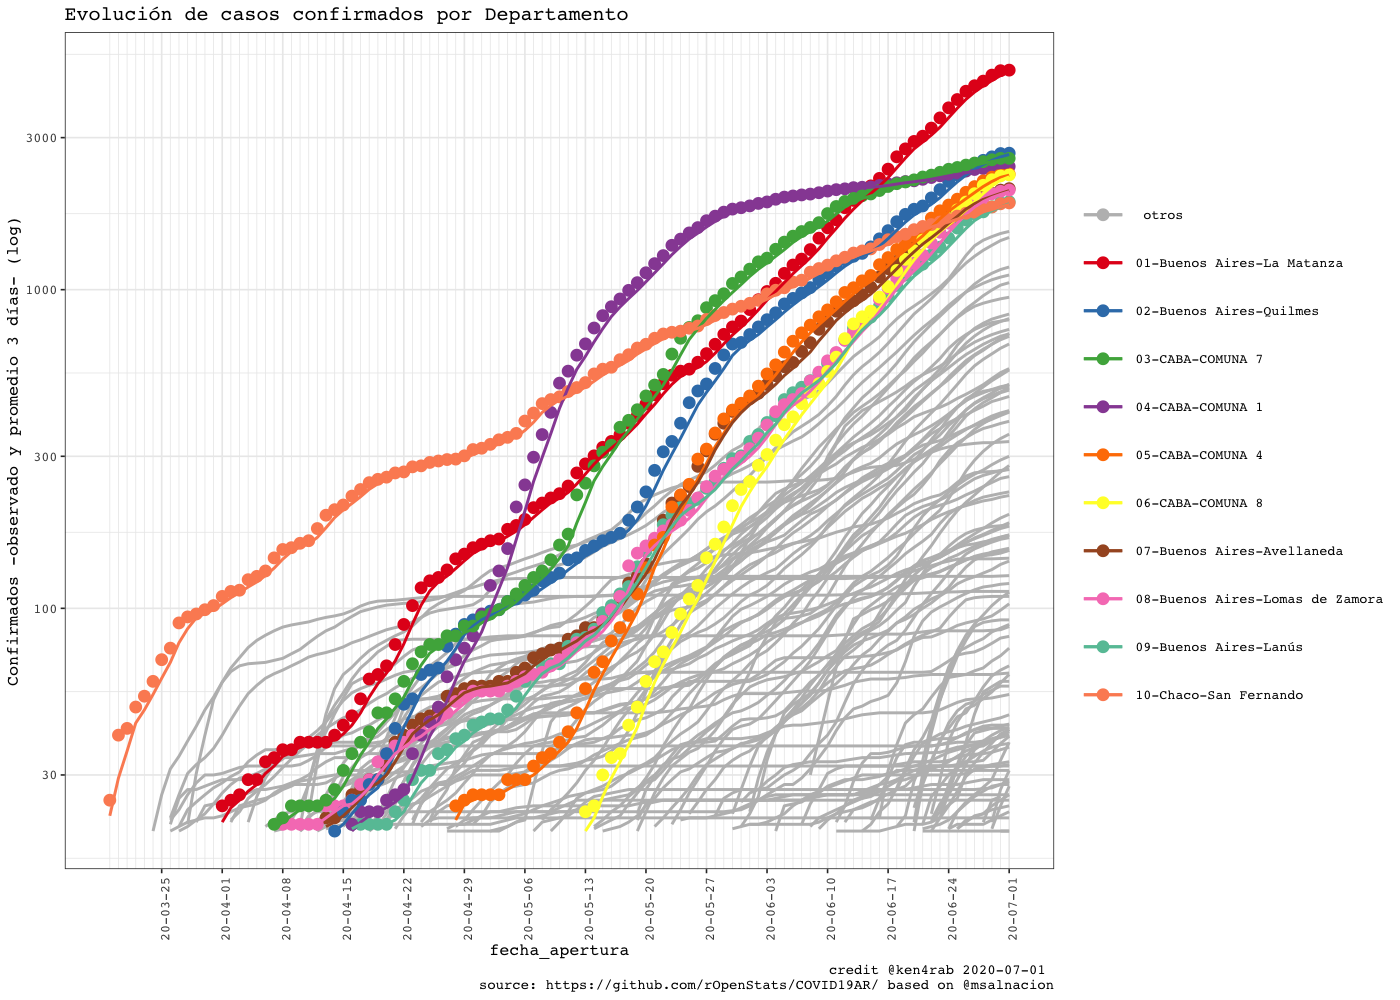 Evolución de casos confirmados por Departamento
Confirmados -observado y promedio 3 días- (log)
3000
1000
300
100
30
20-03-25
20-04-01
20-04-08
20-04-15
20-04-22
20-04-29
20-05-06
20-05-13
20-05-20
20-05-27
20-06-03
20-06-10
20-06-17
20-06-24
20-07-01
fecha_apertura
otros
01-Buenos Aires-La Matanza
02-Buenos Aires-Quilmes
03-CABA-COMUNA 7
04-CABA-COMUNA 1
05-CABA-COMUNA 4
06-CABA-COMUNA 8
07-Buenos Aires-Avellaneda
08-Buenos Aires-Lomas de Zamora
09-Buenos Aires-Lanús
10-Chaco-San Fernando
credit @ken4rab 2020-07-01
source: https://github.com/rOpenStats/COVID19AR/ based on @msalnacion